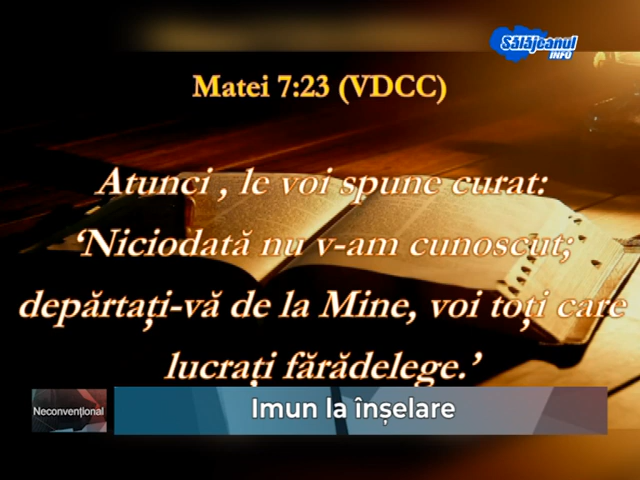 Sălăjeanul
INFO
Matei 7:23 (VDCC)
Atunci , le voi spune curat:
‘Niciodată nu v-am cunoscut;
depărtați-vă de la Mine, voi toți care
lucrați fărădelege.’
Neconvențional
Imun la înșelare